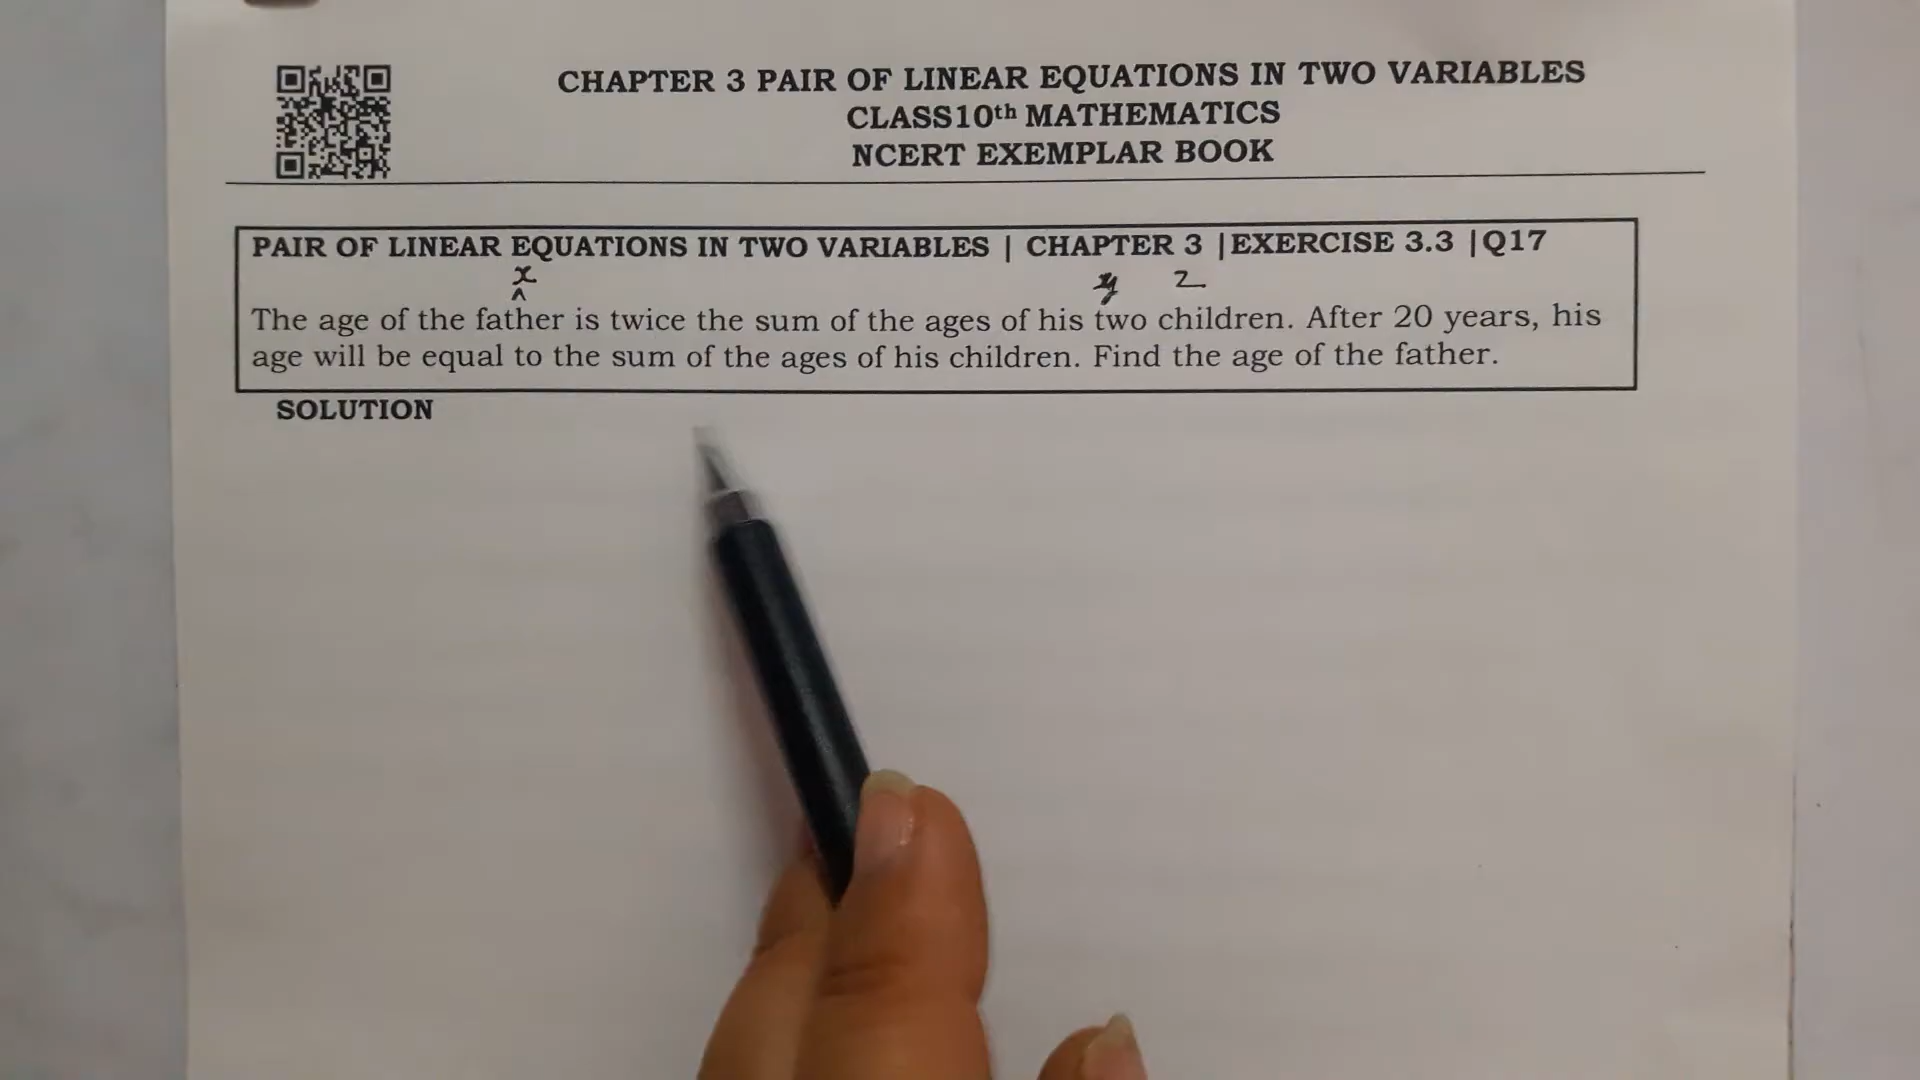 CHAPTER 3 PAIR OF LINEAR EQUATIONS IN TWO VARIABLES
CLASS10th MATHEMATICS
NCERT EXEMPLAR BOOK
PAIR OF LINEAR EQUATIONS IN TWO VARIABLES | CHAPTER 3 |EXERCISE 3.3 |Q17
x y z
^
The age of the father is twice the sum of the ages of his two children. After 20 years, his
age will be equal to the sum of the ages of his children. Find the age of the father.
SOLUTION